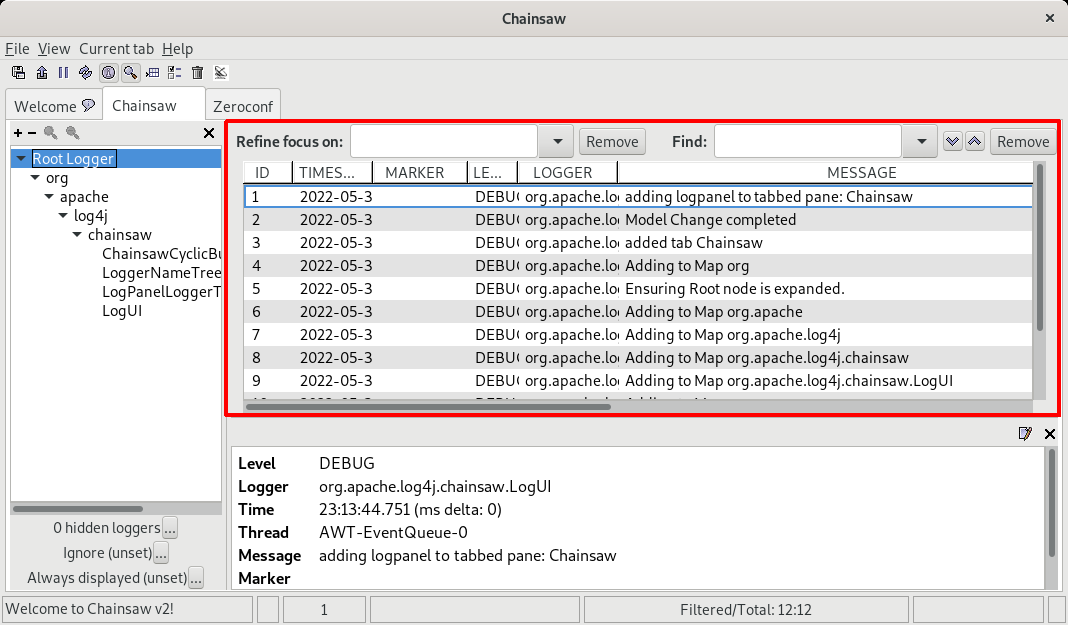 Chainsaw
File View Current tab Help
Welcome Chainsaw Zeroconf
Refine focus on: Remove Find: Remove
Root Logger
org
apache
log4j
chainsaw
ChainsawCyclicBu
LoggerNameTree
LogPanelLoggerT
LogUI
0 hidden loggers ...
Ignore (unset) ...
Always displayed (unset) ...
ID TIMES... MARKER LE... LOGGER MESSAGE
1 2022-05-3 DEBU org.apache.log adding logpanel to tabbed pane: Chainsaw
2 2022-05-3 DEBU org.apache.log Model Change completed
3 2022-05-3 DEBU org.apache.log added tab Chainsaw
4 2022-05-3 DEBU org.apache.log Adding to Map org
5 2022-05-3 DEBU org.apache.log Ensuring Root node is expanded.
6 2022-05-3 DEBU org.apache.log Adding to Map org.apache
7 2022-05-3 DEBU org.apache.log Adding to Map org.apache.log4j
8 2022-05-3 DEBU org.apache.log Adding to Map org.apache.log4j.chainsaw
9 2022-05-3 DEBU org.apache.log Adding to Map org.apache.log4j.chainsaw.LogUI
Level DEBUG
Logger org.apache.log4j.chainsaw.LogUI
Time 23:13:44.751 (ms delta: 0)
Thread AWT-EventQueue-0
Message adding logpanel to tabbed pane: Chainsaw
Marker
Welcome to Chainsaw v2! 1 Filtered/Total: 12:12